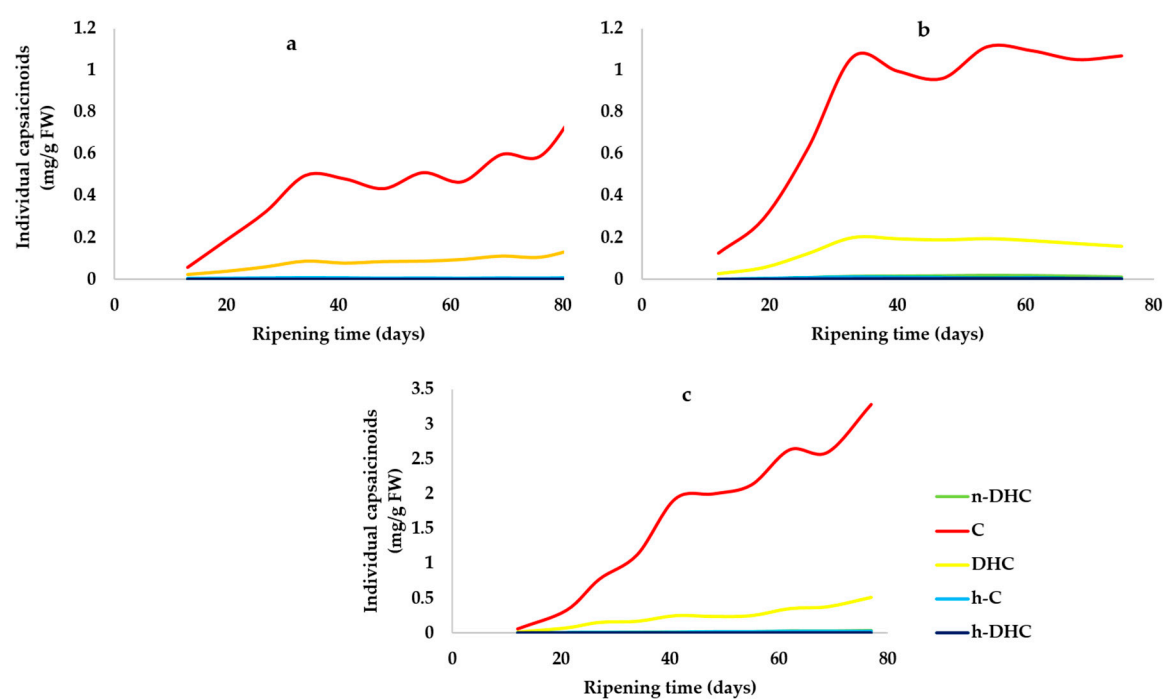 a
Individual capsaicinoids
(mg/g FW)
1.2
1
0.8
0.6
0.4
0.2
0
0 20 40 60 80
Ripening time (days)
b
1.2
1
0.8
0.6
0.4
0.2
0
0 20 40 60 80
Ripening time (days)
c
Individual capsaicinoids
(mg/g FW)
3.5
3
2.5
2
1.5
1
0.5
0
0 20 40 60 80
Ripening time (days)
n-DHC
C
DHC
h-C
h-DHC